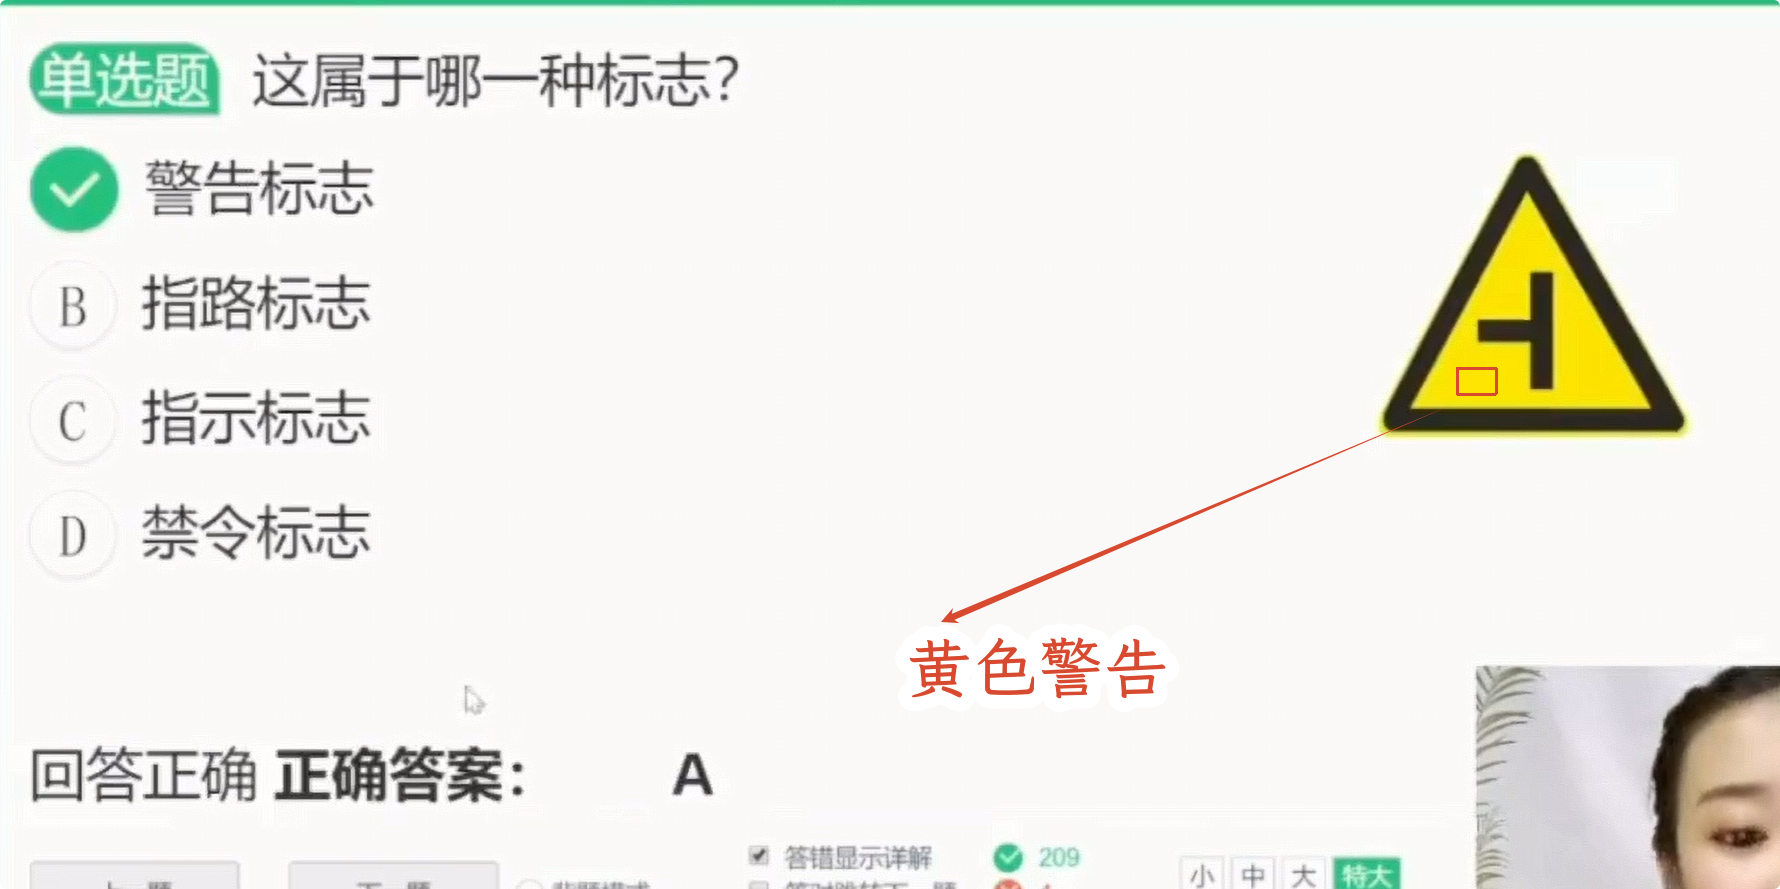 单选题 这属于哪一种标志?
警告标志
B 指路标志
C 指示标志
D 禁令标志
黄色警告
回答正确 正确答案: A
答错显示详解 209
小 中 大 特大